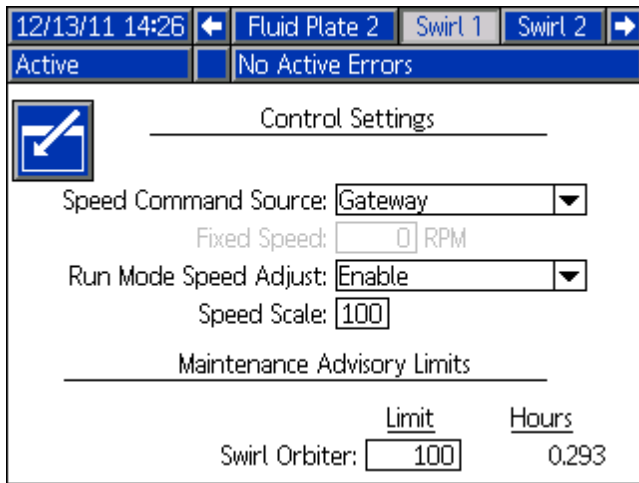 12/13/11 14:26 Fluid Plate 2 Swirl 1 Swirl 2
Active No Active Errors
Control Settings
Speed Command Source: Gateway
Fixed Speed: 0 RPM
Run Mode Speed Adjust: Enable
Speed Scale: 100
Maintenance Advisory Limits
Limit Hours
Swirl Orbiter: 100 0.293